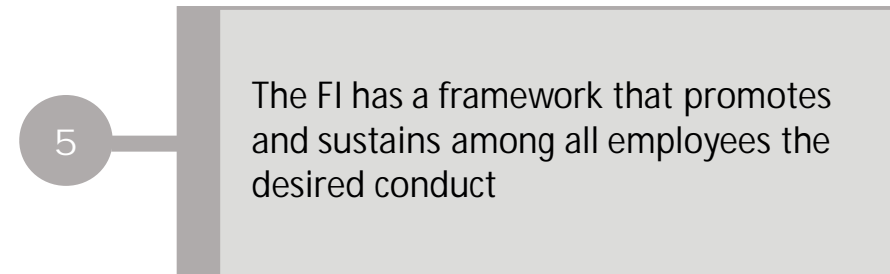 5
The FI has a framework that promotes
and sustains among all employees the
desired conduct